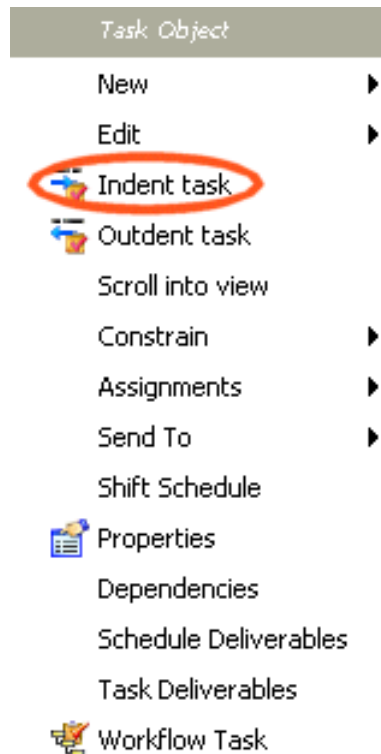 Task Object
New
Edit
Indent task
Outdent task
Scroll into view
Constrain
Assignments
Send To
Shift Schedule
Properties
Dependencies
Schedule Deliverables
Task Deliverables
Workflow Task